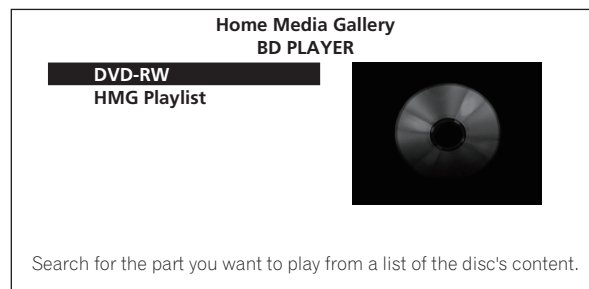 Home Media Gallery
BD PLAYER
DVD-RW
HMG Playlist
Search for the part you want to play from a list of the disc's content.